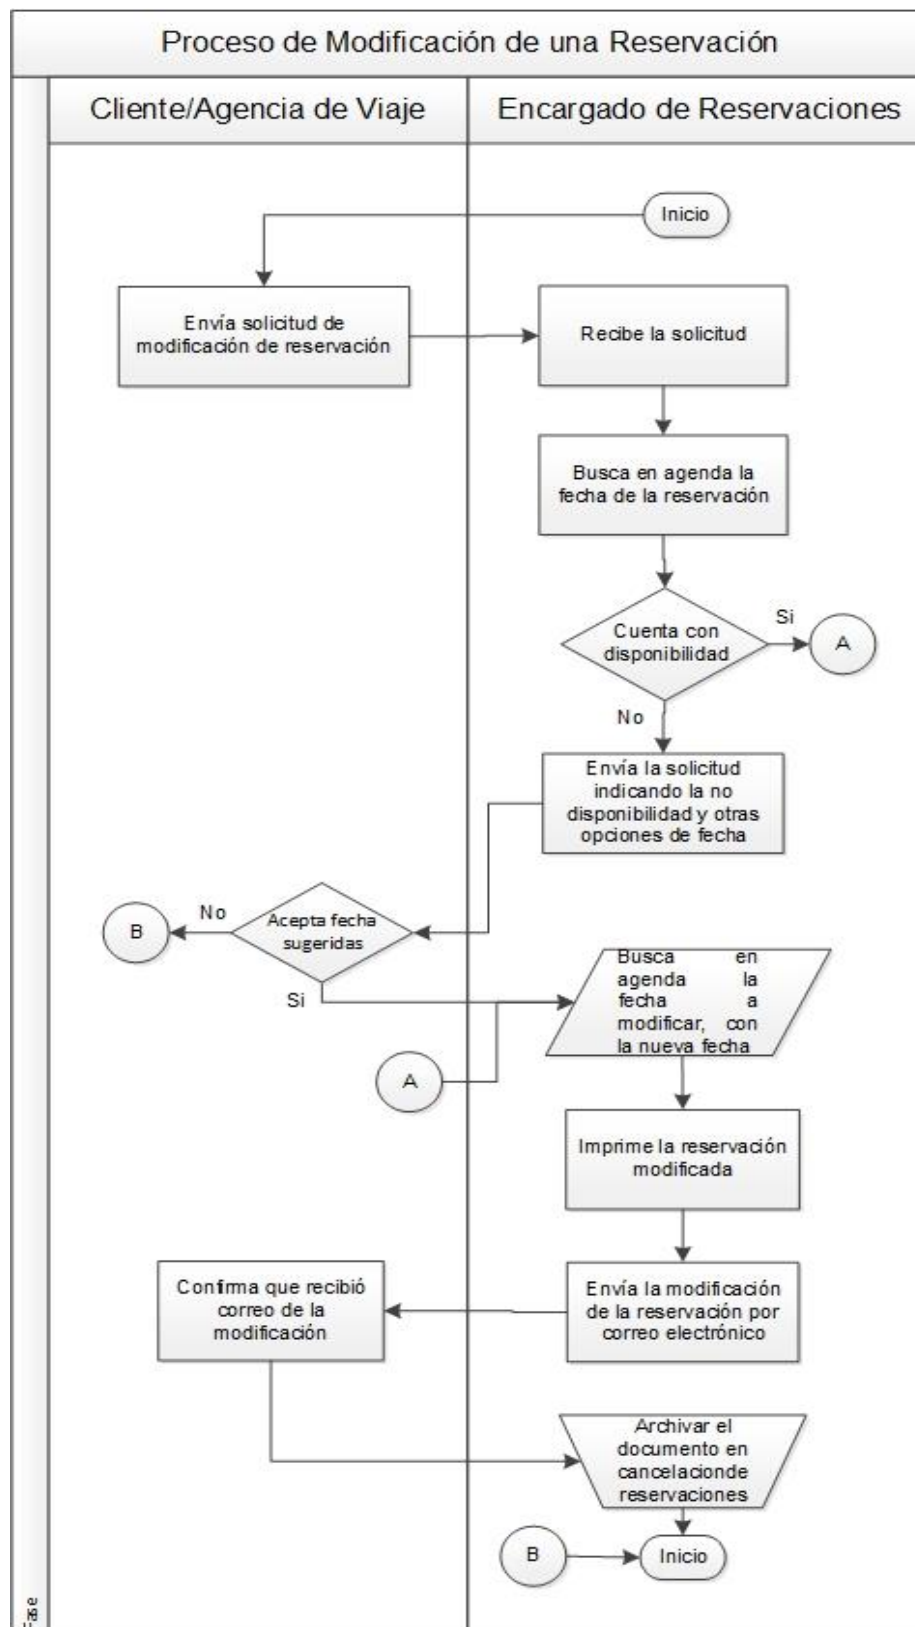 Proceso de Modificación de una Reservación
Cliente/Agencia de Viaje
Encargado de Reservaciones
Inicio
Envía solicitud de
modificación de reservación
Recibe la solicitud
Busca en agenda la
fecha de la reservación
Cuenta con
disponibilidad
Si
A
No
Envía la solicitud
indicando la no
disponibilidad y otras
opciones de fecha
Acepta fecha
sugeridas
No
B
Si
Busca en
agenda la
fecha a
modificar, con
la nueva fecha
A
Imprime la reservación
modificada
Envía la modificación
de la reservación por
correo electrónico
Confirma que recibió
correo de la
modificación
Archivar el
documento en
cancelacionde
reservaciones
B
Inicio
Fase